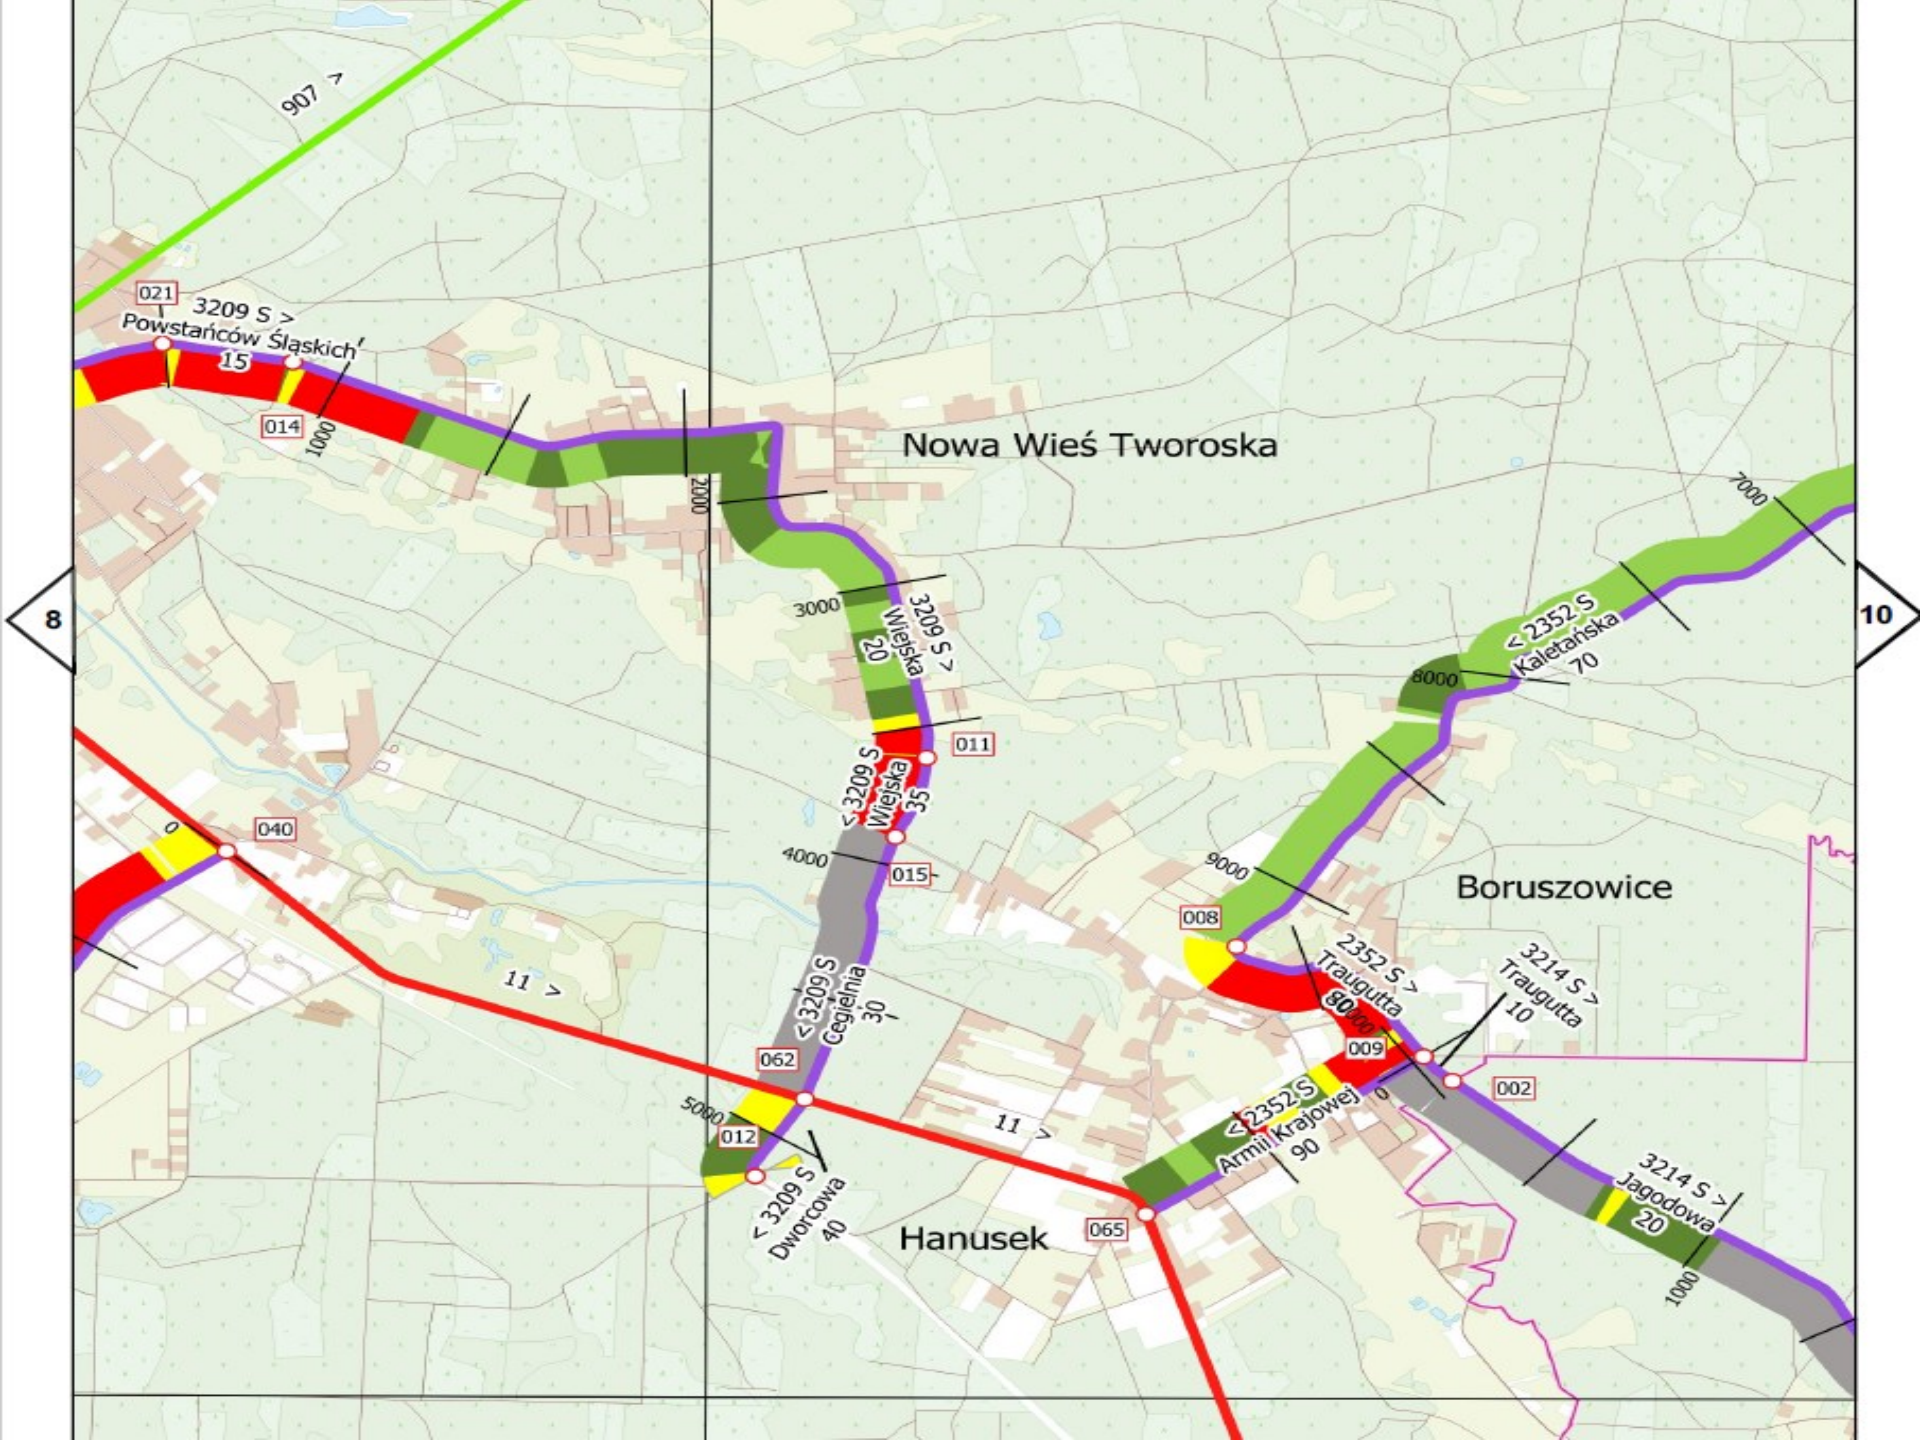 907 >
021
3209 S >
Powstańców Śląskich
15
014
1000
2000
Nowa Wieś Tworoska
7000
8
10
3000
3209 S >
Wiejska
20
< 2352 S
Kaletańska
70
8000
011
< 3209 S
Wiejska
35
0
040
4000
015
9000
Boruszowice
008
2352 S >
Traugutta
80
3214 S >
Traugutta
10
11 >
< 3209 S
Cegielnia
30
009
062
002
0
5000
012
11 >
< 2352 S
Armii Krajowej
90
3214 S >
Jagodowa
20
< 3209 S
Dworcowa
40
065
Hanusek
1000